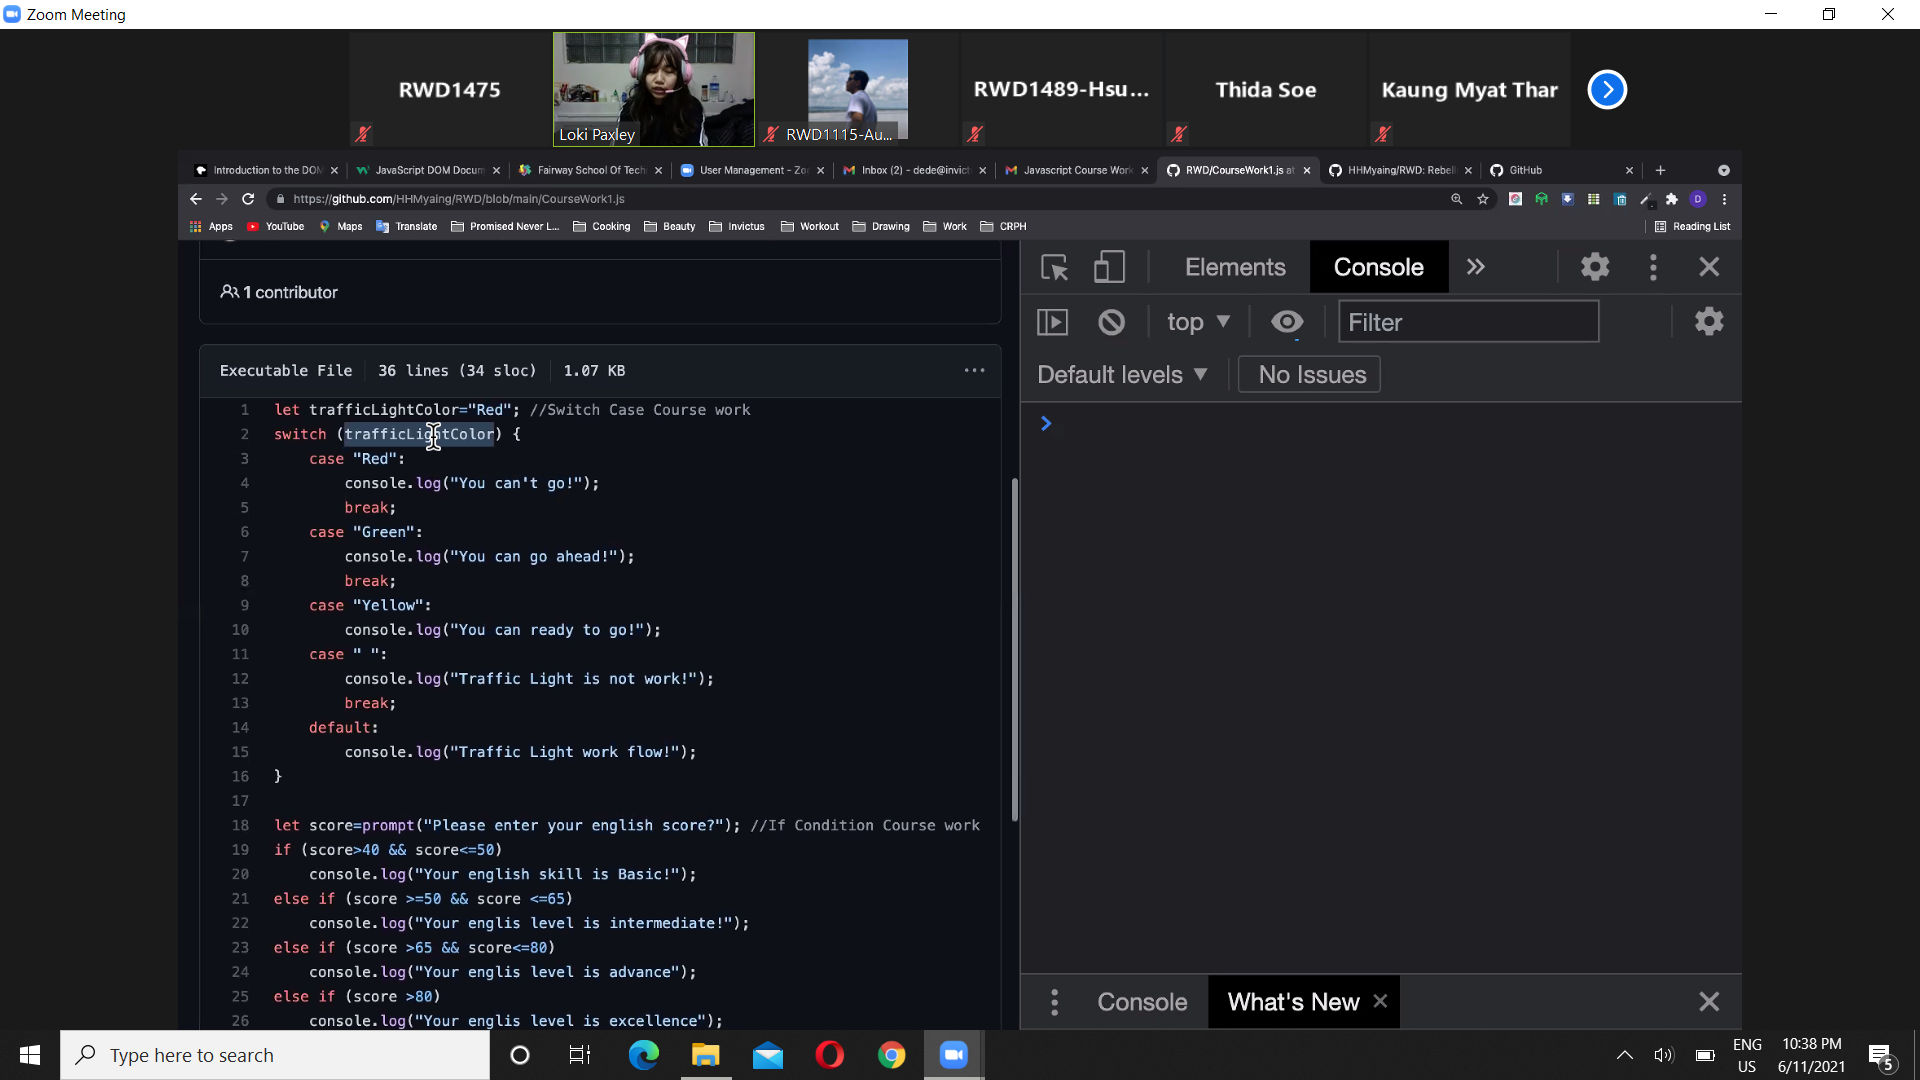 Zoom Meeting
RWD1475
Loki Paxley
RWD1115-Au...
RWD1489-Hsu...
Thida Soe
Kaung Myat Thar
Introduction to the DOM
JavaScript DOM Docum
Fairway School Of Tech
User Management - Zo
Inbox (2) - dede@invict
Javascript Course Work
RWD/CourseWork1.js at
HHMyaing/RWD: Rebel
GitHub
https://github.com/HHMyaing/RWD/blob/main/CourseWork1.js
D
Apps YouTube Maps Translate Promised Never L... Cooking Beauty Invictus Workout Drawing Work CRPH Reading List
1 contributor
Executable File 36 lines (34 sloc) 1.07 KB
1 let trafficLightColor="Red"; //Switch Case Course work
2 switch (trafficLightColor) {
3 case "Red":
4 console.log("You can't go!");
5 break;
6 case "Green":
7 console.log("You can go ahead!");
8 break;
9 case "Yellow":
10 console.log("You can ready to go!");
11 case " ":
12 console.log("Traffic Light is not work!");
13 break;
14 default:
15 console.log("Traffic Light work flow!");
16 }
17
18 let score=prompt("Please enter your english score?"); //If Condition Course work
19 if (score>40 && score<=50)
20 console.log("Your english skill is Basic!");
21 else if (score >=50 && score <=65)
22 console.log("Your englis level is intermediate!");
23 else if (score >65 && score<=80)
24 console.log("Your englis level is advance");
25 else if (score >80)
26 console.log("Your englis level is excellence");
Elements Console
top Filter
Default levels No Issues
Console What's New
Type here to search
ENG
US
10:38 PM
6/11/2021
5